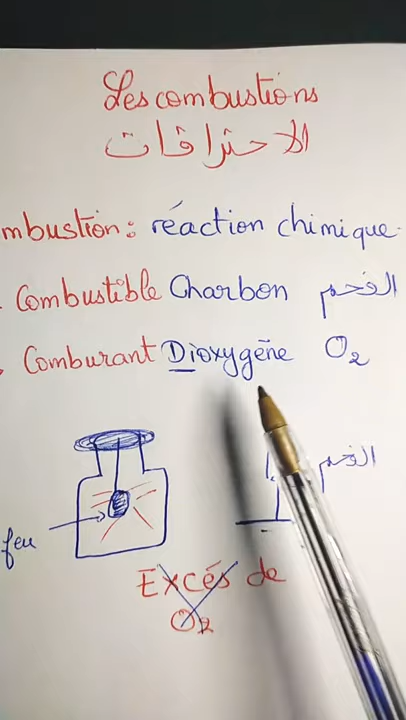 Les combustions
الاحتراقات
mbustion: réaction chimique
Combustible Charbon الفحم
Comburant Dioxygène O2
الفحم
feu
Excés de
O2